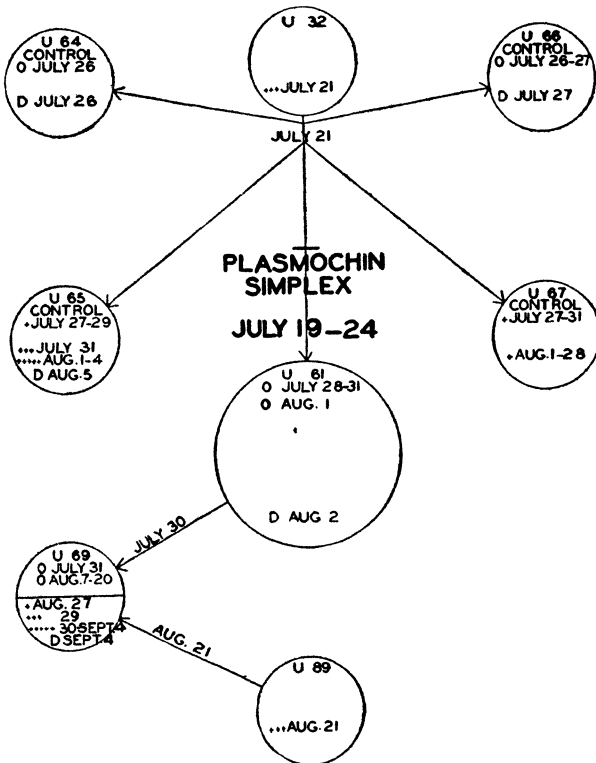 U 64
CONTROL
O JULY 26
D JULY 26
U 32
+++JULY 21
U 66
CONTROL
O JULY 26-27
D JULY 27
JULY 21
PLASMOCHIN
SIMPLEX
JULY 19-24
U 65
CONTROL
+JULY 27-29
+++JULY 31
+++++AUG. 1-4
D AUG. 5
U 67
CONTROL
+JULY 27-31
+AUG. 1-28
U 61
O JULY 28-31
O AUG. 1
D AUG 2
JULY 30
U 69
O JULY 31
O AUG. 7-20
+AUG. 27
+++ 29
+++++ 30-SEPT. 4
D SEPT. 4
AUG. 21
U 89
+++AUG. 21